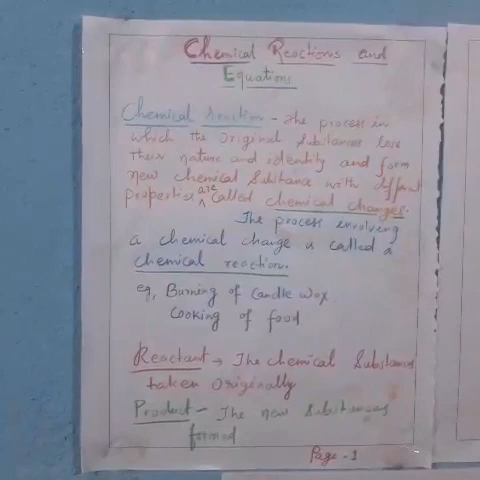 Chemical Reactions and
Equations
Chemical reaction - The process in
which the original substances lose
their nature and identity and form
new chemical substance with different
properties are called chemical changes.
The process involving
a chemical change is called a
chemical reaction.
eg, Burning of Candle wax
Cooking of food
Reactant → The chemical Substances
taken originally
Product - The new substances
formed
Page - 1